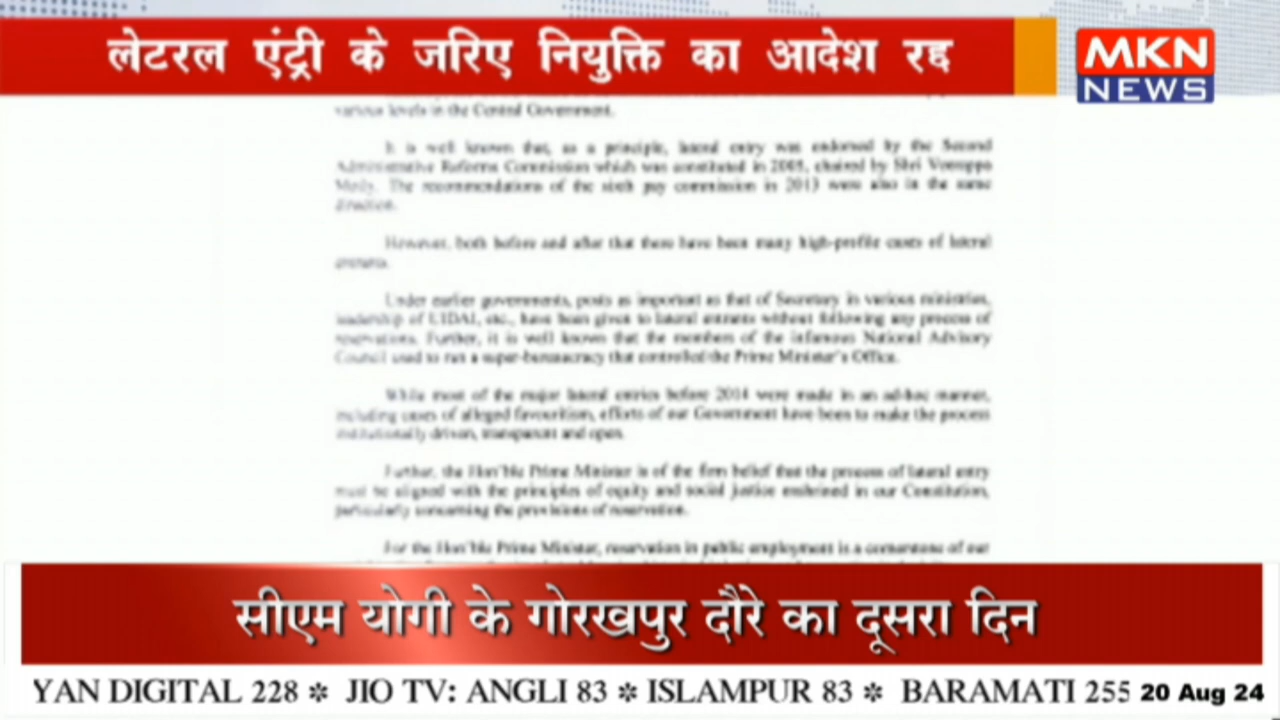 लेटरल एंट्री के जरिए नियुक्ति का आदेश रद्द
MKN
NEWS
various levels in the Central Government.
It is well known that, as a principle, lateral entry was endorsed by the Second
Administrative Reforms Commission which was constituted in 2005, chaired by Shri Veerappa
Moily. The recommendations of the sixth pay commission in 2013 were also in the same
direction.
However, both before and after that there have been many high-profile cases of lateral
entrants.
Under earlier governments, posts as important as that of Secretary in various ministries,
leadership of UIDAI, etc., have been given to lateral entrants without following any process of
reservations. Further, it is well known that the members of the infamous National Advisory
Council used to run a super-bureaucracy that controlled the Prime Minister's Office.
While most of the major lateral entries before 2014 were made in an ad-hoc manner,
including cases of alleged favouritism, efforts of our Government have been to make the process
institutionally driven, transparent and open.
Further, the Hon'ble Prime Minister is of the firm belief that the process of lateral entry
must be aligned with the principles of equity and social justice enshrined in our Constitution,
particularly concerning the provisions of reservation.
For the Hon'ble Prime Minister, reservation in public employment is a cornerstone of our
सीएम योगी के गोरखपुर दौरे का दूसरा दिन
YAN DIGITAL 228 ❇ JIO TV: ANGLI 83 ❇ ISLAMPUR 83 ❇ BARAMATI 255 20 Aug 24